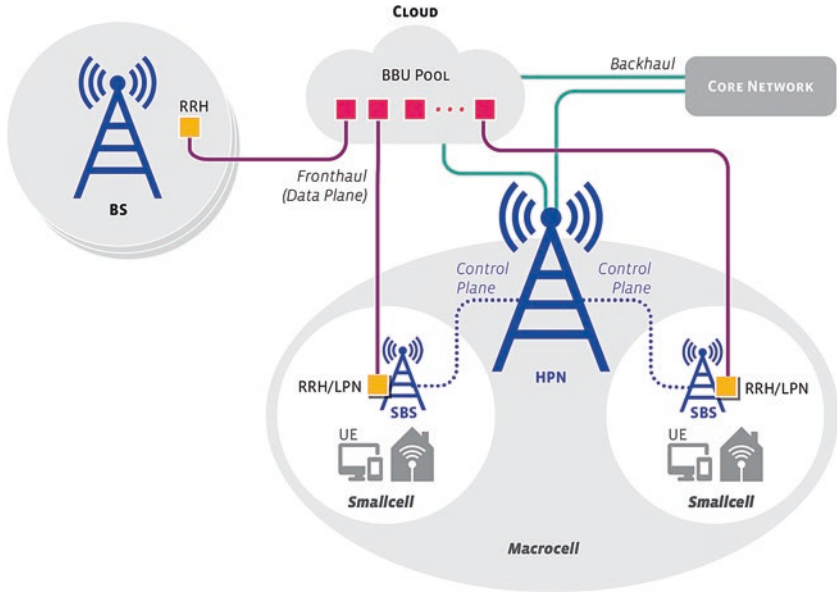 CLOUD
BBU POOL
Backhaul
CORE NETWORK
RRH
BS
Fronthaul
(Data Plane)
Control
Plane
Control
Plane
HPN
RRH/LPN
SBS
UE
Smallcell
SBS
RRH/LPN
UE
Smallcell
Macrocell